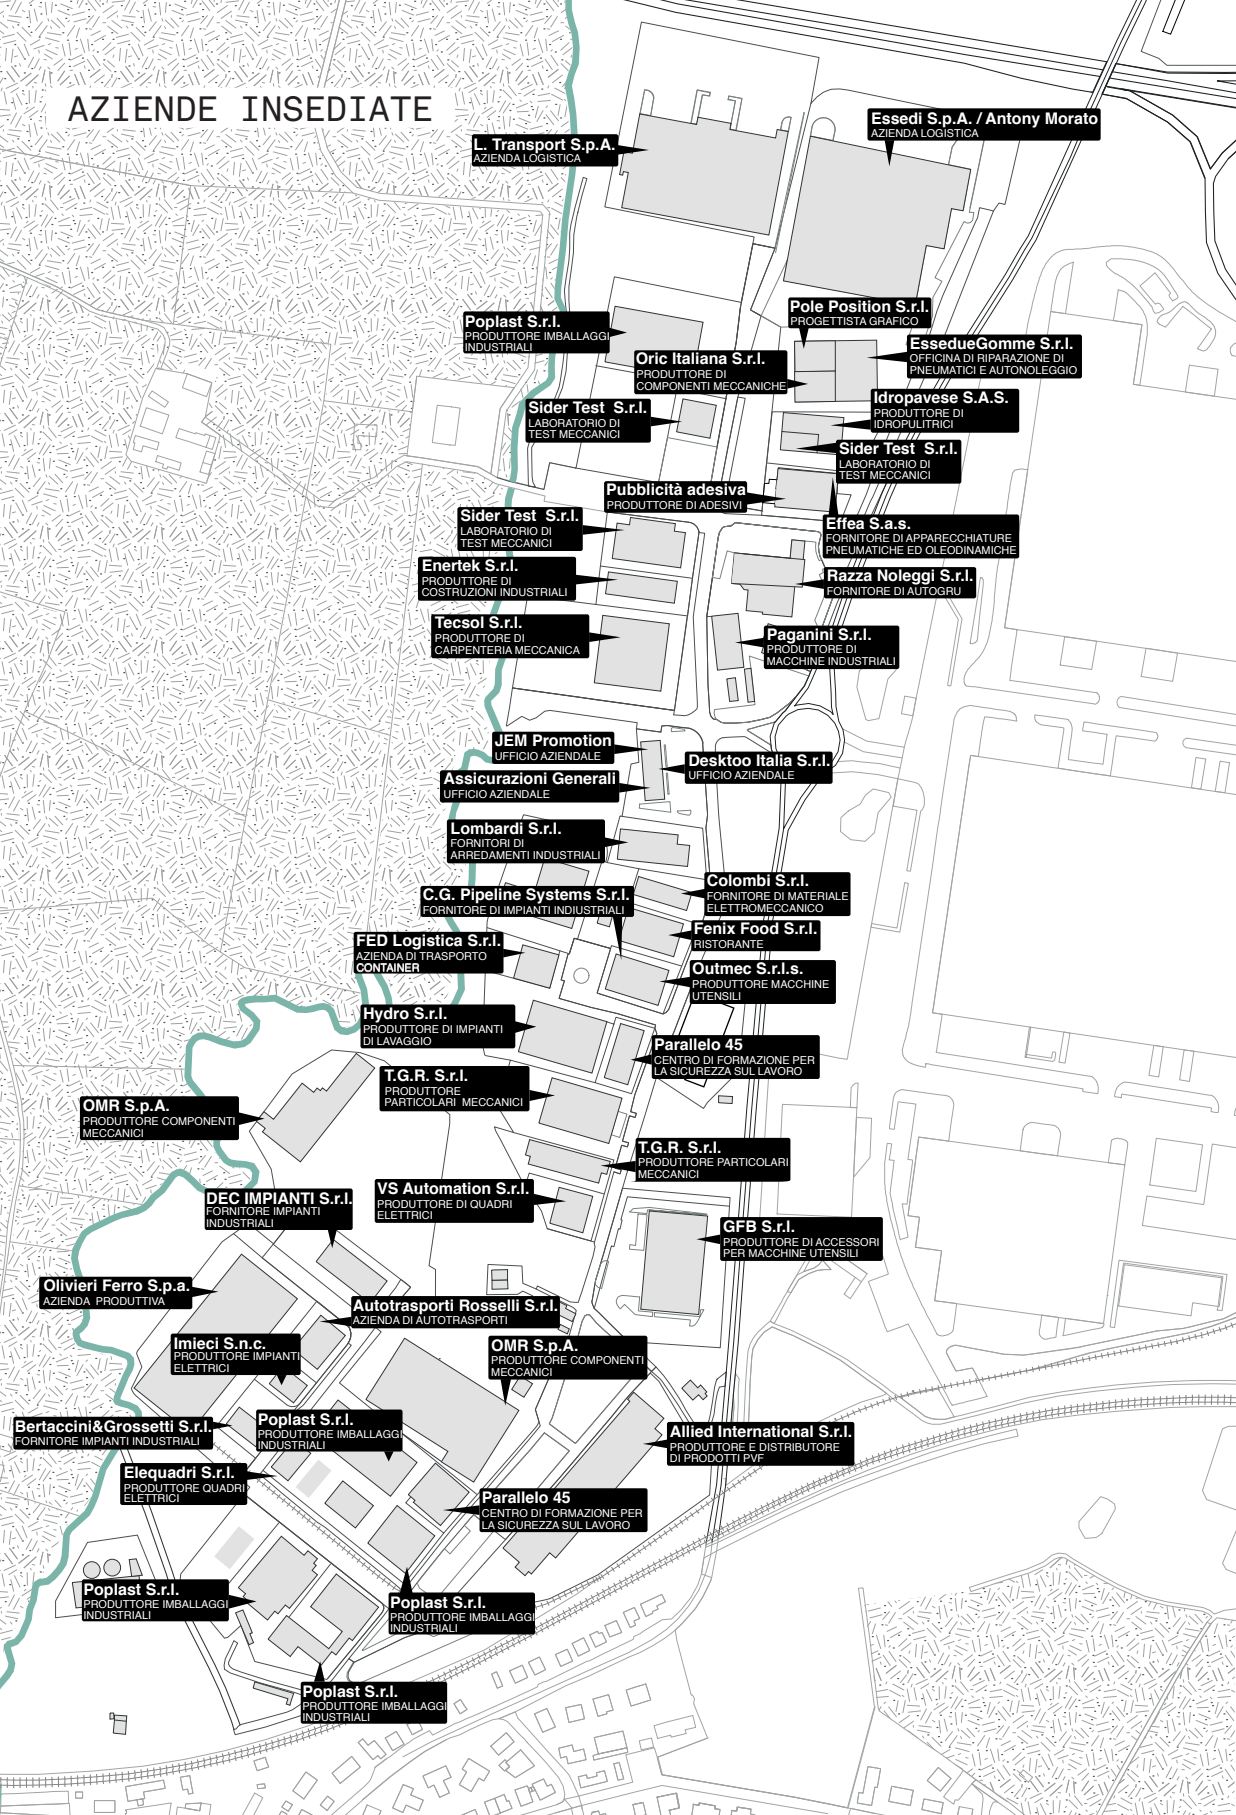 AZIENDE INSEDIATE
Essedi S.p.A. / Antony Morato
AZIENDA LOGISTICA
L. Transport S.p.A.
AZIENDA LOGISTICA
Pole Position S.r.l.
PROGETTISTA GRAFICO
Poplast S.r.l.
PRODUTTORE IMBALLAGGI
INDUSTRIALI
EssedueGomme S.r.l.
OFFICINA DI RIPARAZIONE DI
PNEUMATICI E AUTONOLEGGIO
Oric Italiana S.r.l.
PRODUTTORE DI
COMPONENTI MECCANICHE
Idropavese S.A.S.
PRODUTTORE DI
IDROPULITRICI
Sider Test S.r.l.
LABORATORIO DI
TEST MECCANICI
Sider Test S.r.l.
LABORATORIO DI
TEST MECCANICI
Pubblicità adesiva
PRODUTTORE DI ADESIVI
Sider Test S.r.l.
LABORATORIO DI
TEST MECCANICI
Effea S.a.s.
FORNITORE DI APPARECCHIATURE
PNEUMATICHE ED OLEODINAMICHE
Enertek S.r.l.
PRODUTTORE DI
COSTRUZIONI INDUSTRIALI
Razza Noleggi S.r.l.
FORNITORE DI AUTOGRU
Tecsol S.r.l.
PRODUTTORE DI
CARPENTERIA MECCANICA
Paganini S.r.l.
PRODUTTORE DI
MACCHINE INDUSTRIALI
JEM Promotion
UFFICIO AZIENDALE
Desktoo Italia S.r.l.
UFFICIO AZIENDALE
Assicurazioni Generali
UFFICIO AZIENDALE
Lombardi S.r.l.
FORNITORI DI
ARREDAMENTI INDUSTRIALI
Colombi S.r.l.
FORNITORE DI MATERIALE
ELETTROMECCANICO
C.G. Pipeline Systems S.r.l.
FORNITORE DI IMPIANTI INDIUSTRIALI
Fenix Food S.r.l.
RISTORANTE
FED Logistica S.r.l.
AZIENDA DI TRASPORTO
CONTAINER
Outmec S.r.l.s.
PRODUTTORE MACCHINE
UTENSILI
Hydro S.r.l.
PRODUTTORE DI IMPIANTI
DI LAVAGGIO
Parallelo 45
CENTRO DI FORMAZIONE PER
LA SICUREZZA SUL LAVORO
T.G.R. S.r.l.
PRODUTTORE
PARTICOLARI MECCANICI
OMR S.p.A.
PRODUTTORE COMPONENTI
MECCANICI
T.G.R. S.r.l.
PRODUTTORE PARTICOLARI
MECCANICI
VS Automation S.r.l.
PRODUTTORE DI QUADRI
ELETTRICI
DEC IMPIANTI S.r.l.
FORNITORE IMPIANTI
INDUSTRIALI
GFB S.r.l.
PRODUTTORE DI ACCESSORI
PER MACCHINE UTENSILI
Olivieri Ferro S.p.a.
AZIENDA PRODUTTIVA
Autotrasporti Rosselli S.r.l.
AZIENDA DI AUTOTRASPORTI
Imieci S.n.c.
PRODUTTORE IMPIANTI
ELETTRICI
OMR S.p.A.
PRODUTTORE COMPONENTI
MECCANICI
Bertaccini&Grossetti S.r.l.
FORNITORE IMPIANTI INDUSTRIALI
Poplast S.r.l.
PRODUTTORE IMBALLAGGI
INDUSTRIALI
Allied International S.r.l.
PRODUTTORE E DISTRIBUTORE
DI PRODOTTI PVF
Elequadri S.r.l.
PRODUTTORE QUADRI
ELETTRICI
Parallelo 45
CENTRO DI FORMAZIONE PER
LA SICUREZZA SUL LAVORO
Poplast S.r.l.
PRODUTTORE IMBALLAGGI
INDUSTRIALI
Poplast S.r.l.
PRODUTTORE IMBALLAGGI
INDUSTRIALI
Poplast S.r.l.
PRODUTTORE IMBALLAGGI
INDUSTRIALI